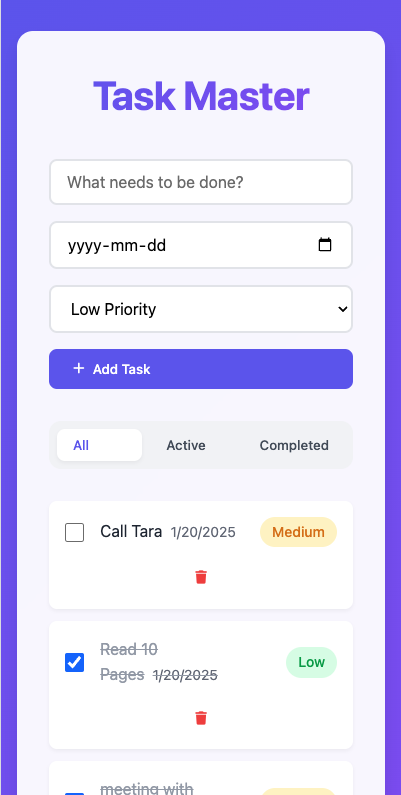 Task Master
What needs to be done?
yyyy-mm-dd
Low Priority
+ Add Task
All Active Completed
Call Tara 1/20/2025 Medium
Read 10
Pages 1/20/2025 Low
meeting with